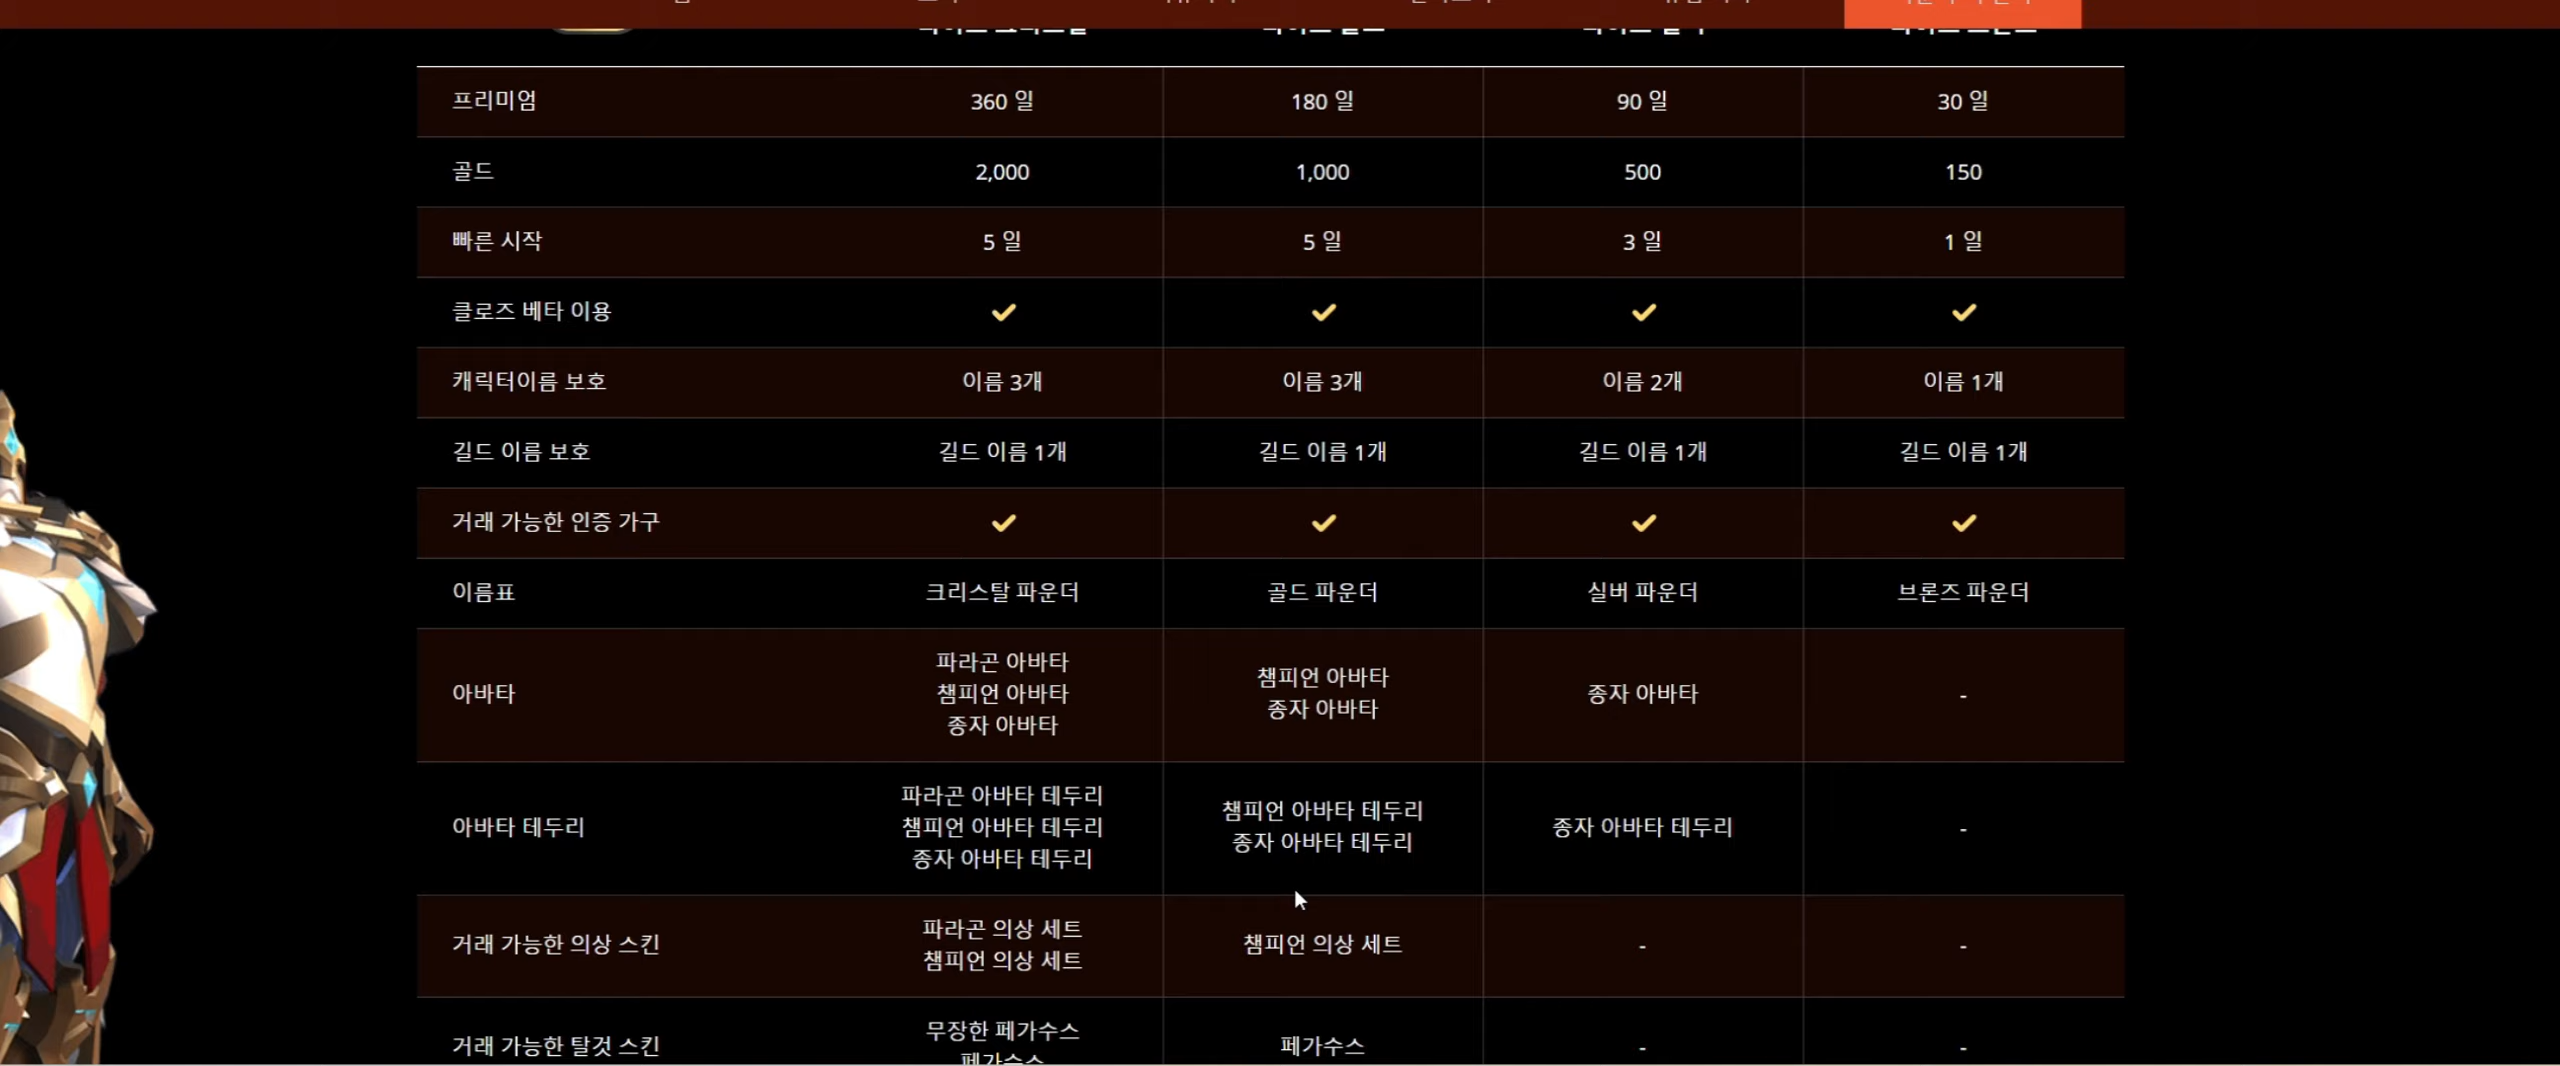 프리미엄 360 일 180 일 90 일 30 일
골드 2,000 1,000 500 150
빠른 시작 5 일 5 일 3 일 1 일
클로즈 베타 이용
캐릭터이름 보호 이름 3개 이름 3개 이름 2개 이름 1개
길드 이름 보호 길드 이름 1개 길드 이름 1개 길드 이름 1개 길드 이름 1개
거래 가능한 인증 가구
이름표 크리스탈 파운더 골드 파운더 실버 파운더 브론즈 파운더
아바타
파라곤 아바타
챔피언 아바타
종자 아바타
챔피언 아바타
종자 아바타
종자 아바타
-
아바타 테두리
파라곤 아바타 테두리
챔피언 아바타 테두리
종자 아바타 테두리
챔피언 아바타 테두리
종자 아바타 테두리
종자 아바타 테두리
-
거래 가능한 의상 스킨
파라곤 의상 세트
챔피언 의상 세트
챔피언 의상 세트
-
-
거래 가능한 탈것 스킨
무장한 페가수스
페가수스
페가수스
-
-